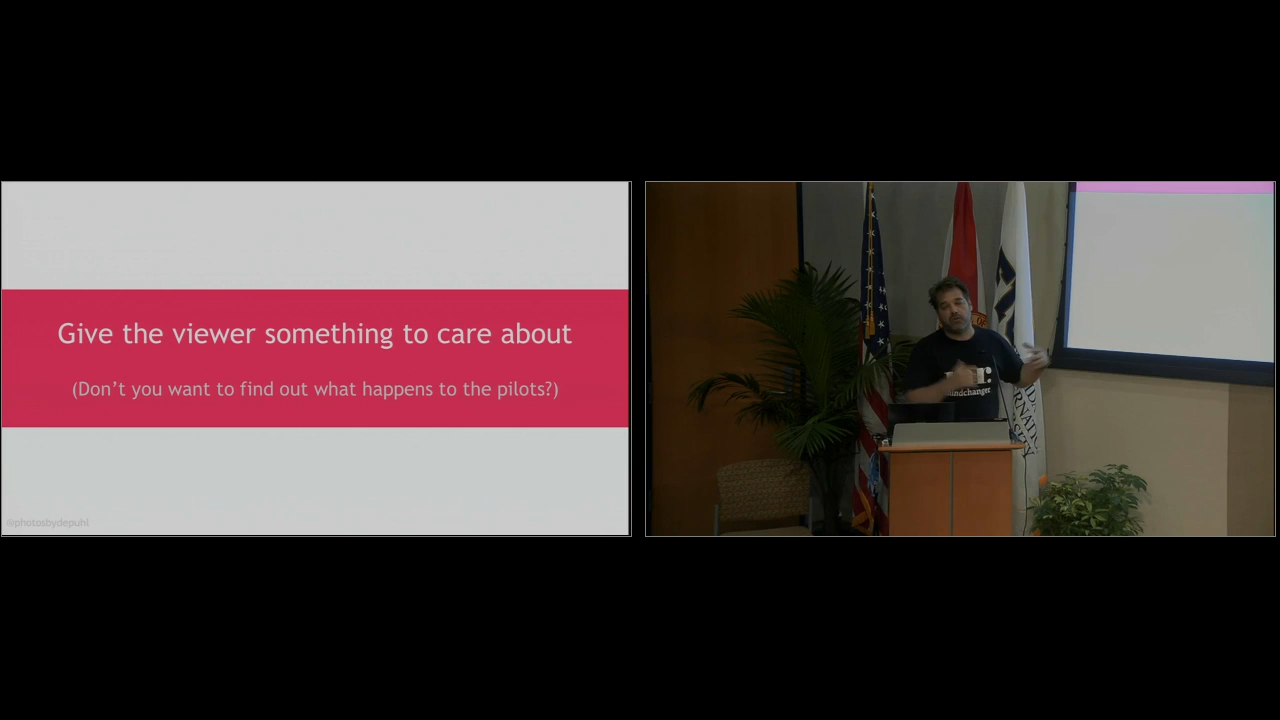 Give the viewer something to care about
(Don't you want to find out what happens to the pilots?)
@photosbydepuhl